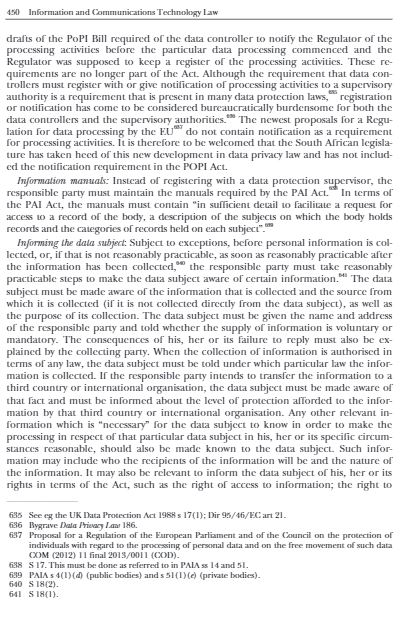 450 Information and Communications Technology Law
drafts of the PoPI Bill required of the data controller to notify the Regulator of the
processing activities before the particular data processing commenced and the
Regulator was supposed to keep a register of the processing activities. These re-
quirements are no longer part of the Act. Although the requirement that data con-
trollers must register with or give notification of processing activities to a supervisory
authority is a requirement that is present in many data protection laws,635 registration
or notification has come to be considered bureaucratically burdensome for both the
data controllers and the supervisory authorities.636 The newest proposals for a Regu-
lation for data processing by the EU637 do not contain notification as a requirement
for processing activities. It is therefore to be welcomed that the South African legisla-
ture has taken heed of this new development in data privacy law and has not includ-
ed the notification requirement in the POPI Act.
Information manuals: Instead of registering with a data protection supervisor, the
responsible party must maintain the manuals required by the PAI Act.638 In terms of
the PAI Act, the manuals must contain “in sufficient detail to facilitate a request for
access to a record of the body, a description of the subjects on which the body holds
records and the categories of records held on each subject”.639
Informing the data subject: Subject to exceptions, before personal information is col-
lected, or, if that is not reasonably practicable, as soon as reasonably practicable after
the information has been collected,640 the responsible party must take reasonably
practicable steps to make the data subject aware of certain information.641 The data
subject must be made aware of the information that is collected and the source from
which it is collected (if it is not collected directly from the data subject), as well as
the purpose of its collection. The data subject must be given the name and address
of the responsible party and told whether the supply of information is voluntary or
mandatory. The consequences of his, her or its failure to reply must also be ex-
plained by the collecting party. When the collection of information is authorised in
terms of any law, the data subject must be told under which particular law the infor-
mation is collected. If the responsible party intends to transfer the information to a
third country or international organisation, the data subject must be made aware of
that fact and must be informed about the level of protection afforded to the infor-
mation by that third country or international organisation. Any other relevant in-
formation which is “necessary” for the data subject to know in order to make the
processing in respect of that particular data subject in his, her or its specific circum-
stances reasonable, should also be made known to the data subject. Such infor-
mation may include who the recipients of the information will be and the nature of
the information. It may also be relevant to inform the data subject of his, her or its
rights in terms of the Act, such as the right of access to information; the right to
635 See eg the UK Data Protection Act 1988 s 17(1); Dir 95/46/EC art 21.
636 Bygrave Data Privacy Law 186.
637 Proposal for a Regulation of the European Parliament and of the Council on the protection of
individuals with regard to the processing of personal data and on the free movement of such data
COM (2012) 11 final 2013/0011 (COD).
638 S 17. This must be done as referred to in PAIA ss 14 and 51.
639 PAIA s 4(1)(d) (public bodies) and s 51(1)(e) (private bodies).
640 S 18(2).
641 S 18(1).